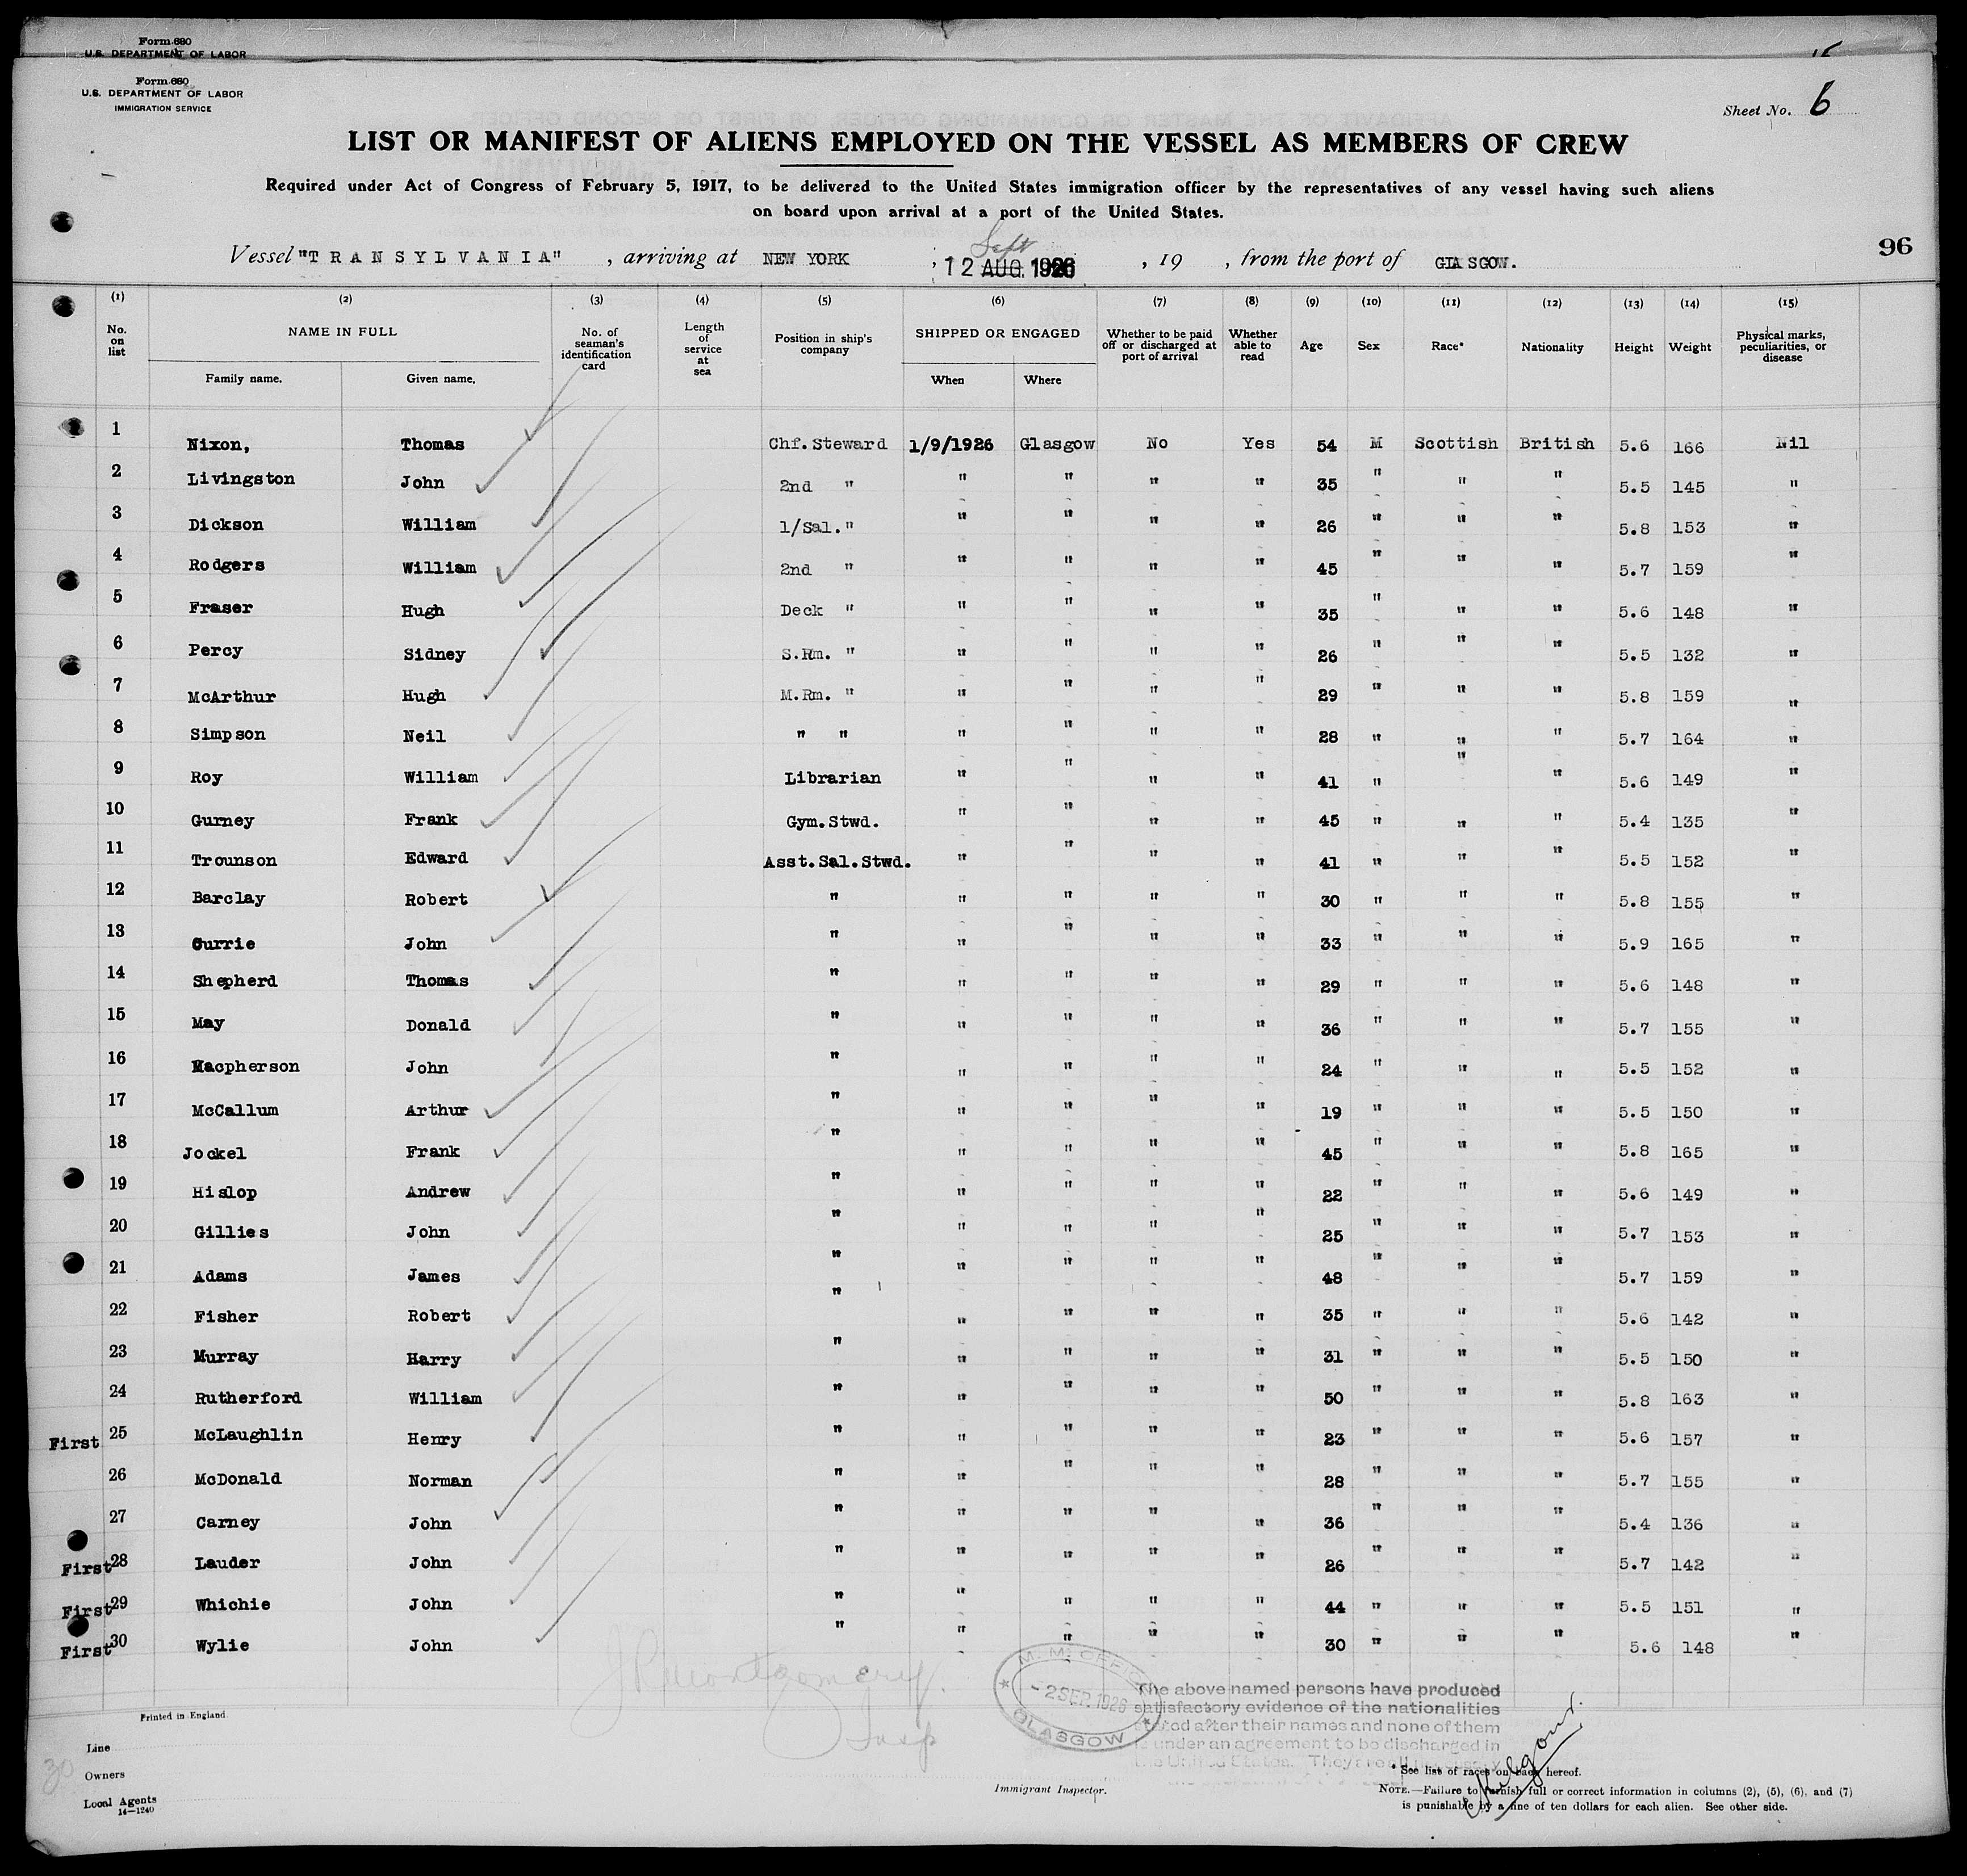 Form 680
U.S. DEPARTMENT OF LABOR
Form 680
U.S. DEPARTMENT OF LABOR
IMMIGRATION SERVICE
Sheet No. 6
LIST OR MANIFEST OF ALIENS EMPLOYED ON THE VESSEL AS MEMBERS OF CREW
Required under Act of Congress of February 5, 1917, to be delivered to the United States immigration officer by the representatives of any vessel having such aliens
on board upon arrival at a port of the United States.
Sept
Vessel "TRANSYLVANIA" , arriving at NEW YORK , 12 AUG. 1926 , 19 , from the port of GLASGOW.
96
(1) (2) (3) (4) (5) (6) (7) (8) (9) (10) (11) (12) (13) (14) (15)
No. on list NAME IN FULL Family name. Given name. No. of seaman's identification card Length of service at sea Position in ship's company SHIPPED OR ENGAGED When Where Whether to be paid off or discharged at port of arrival Whether able to read Age Sex Race* Nationality Height Weight Physical marks, peculiarities, or disease
1 Nixon, Thomas Chf. Steward 1/9/1926 Glasgow No Yes 54 M Scottish British 5.6 166 Nil
2 Livingston John 2nd " " " " " 35 " " " 5.5 145 "
3 Dickson William 1/Sal. " " " " " 26 " " " 5.8 153 "
4 Rodgers William 2nd " " " " " 45 " " " 5.7 159 "
5 Fraser Hugh Deck " " " " " 35 " " " 5.6 148 "
6 Percy Sidney S.Rm. " " " " " 26 " " " 5.5 132 "
7 McArthur Hugh M.Rm. " " " " " 29 " " " 5.8 159 "
8 Simpson Neil " " " " " " 28 " " " 5.7 164 "
9 Roy William Librarian " " " " 41 " " " 5.6 149 "
10 Gurney Frank Gym. Stwd. " " " " 45 " " " 5.4 135 "
11 Trounson Edward Asst. Sal. Stwd. " " " " 41 " " " 5.5 152 "
12 Barclay Robert " " " " " 30 " " " 5.8 155 "
13 Currie John " " " " " 33 " " " 5.9 165 "
14 Shepherd Thomas " " " " " 29 " " " 5.6 148 "
15 May Donald " " " " " 36 " " " 5.7 155 "
16 Macpherson John " " " " " 24 " " " 5.5 152 "
17 McCallum Arthur " " " " " 19 " " " 5.5 150 "
18 Jockel Frank " " " " " 45 " " " 5.8 165 "
19 Hislop Andrew " " " " " 22 " " " 5.6 149 "
20 Gillies John " " " " " 25 " " " 5.7 153 "
21 Adams James " " " " " 48 " " " 5.7 159 "
22 Fisher Robert " " " " " 35 " " " 5.6 142 "
23 Murray Harry " " " " " 31 " " " 5.5 150 "
24 Rutherford William " " " " " 50 " " " 5.8 163 "
First 25 McLaughlin Henry " " " " " 23 " " " 5.6 157 "
26 McDonald Norman " " " " " 28 " " " 5.7 155 "
27 Carney John " " " " " 36 " " " 5.4 136 "
First 28 Lauder John " " " " " 26 " " " 5.7 142 "
First 29 Whichie John " " " " " 44 " " " 5.5 151 "
First 30 Wylie John " " " " " 30 " " " 5.6 148 "
J R Montgomery.
Insp
M. M. OFFICE
- 2 SEP. 1926
GLASGOW
The above named persons have produced
satisfactory evidence of the nationalities
stated after their names and none of them
is under an agreement to be discharged in
the United States. They
Kilgour
Printed in England
30
Line
Owners
Local Agents
14-1240
Immigrant Inspector.
* See list of races on back hereof.
NOTE.—Failure to furnish full or correct information in columns (2), (5), (6), and (7)
is punishable by a fine of ten dollars for each alien. See other side.